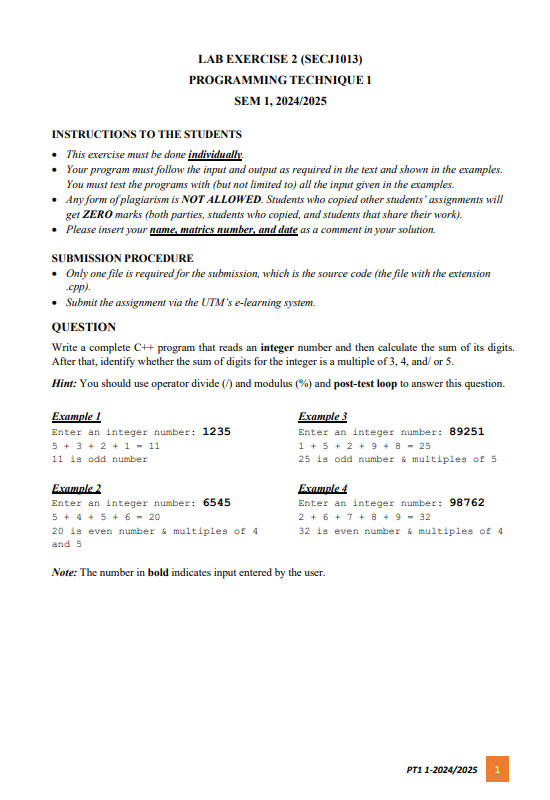 LAB EXERCISE 2 (SECJ1013)
PROGRAMMING TECHNIQUE 1
SEM 1, 2024/2025
INSTRUCTIONS TO THE STUDENTS
• This exercise must be done individually.
• Your program must follow the input and output as required in the text and shown in the examples.
You must test the programs with (but not limited to) all the input given in the examples.
• Any form of plagiarism is NOT ALLOWED. Students who copied other students’ assignments will
get ZERO marks (both parties, students who copied, and students that share their work).
• Please insert your name, matrics number, and date as a comment in your solution.
SUBMISSION PROCEDURE
• Only one file is required for the submission, which is the source code (the file with the extension
.cpp).
• Submit the assignment via the UTM’s e-learning system.
QUESTION
Write a complete C++ program that reads an integer number and then calculate the sum of its digits.
After that, identify whether the sum of digits for the integer is a multiple of 3, 4, and/ or 5.
Hint: You should use operator divide (/) and modulus (%) and post-test loop to answer this question.
Example 1
Enter an integer number: 1235
5 + 3 + 2 + 1 = 11
11 is odd number
Example 2
Enter an integer number: 6545
5 + 4 + 5 + 6 = 20
20 is even number & multiples of 4
and 5
Example 3
Enter an integer number: 89251
1 + 5 + 2 + 9 + 8 = 25
25 is odd number & multiples of 5
Example 4
Enter an integer number: 98762
2 + 6 + 7 + 8 + 9 = 32
32 is even number & multiples of 4
Note: The number in bold indicates input entered by the user.
PT1 1-2024/2025 1